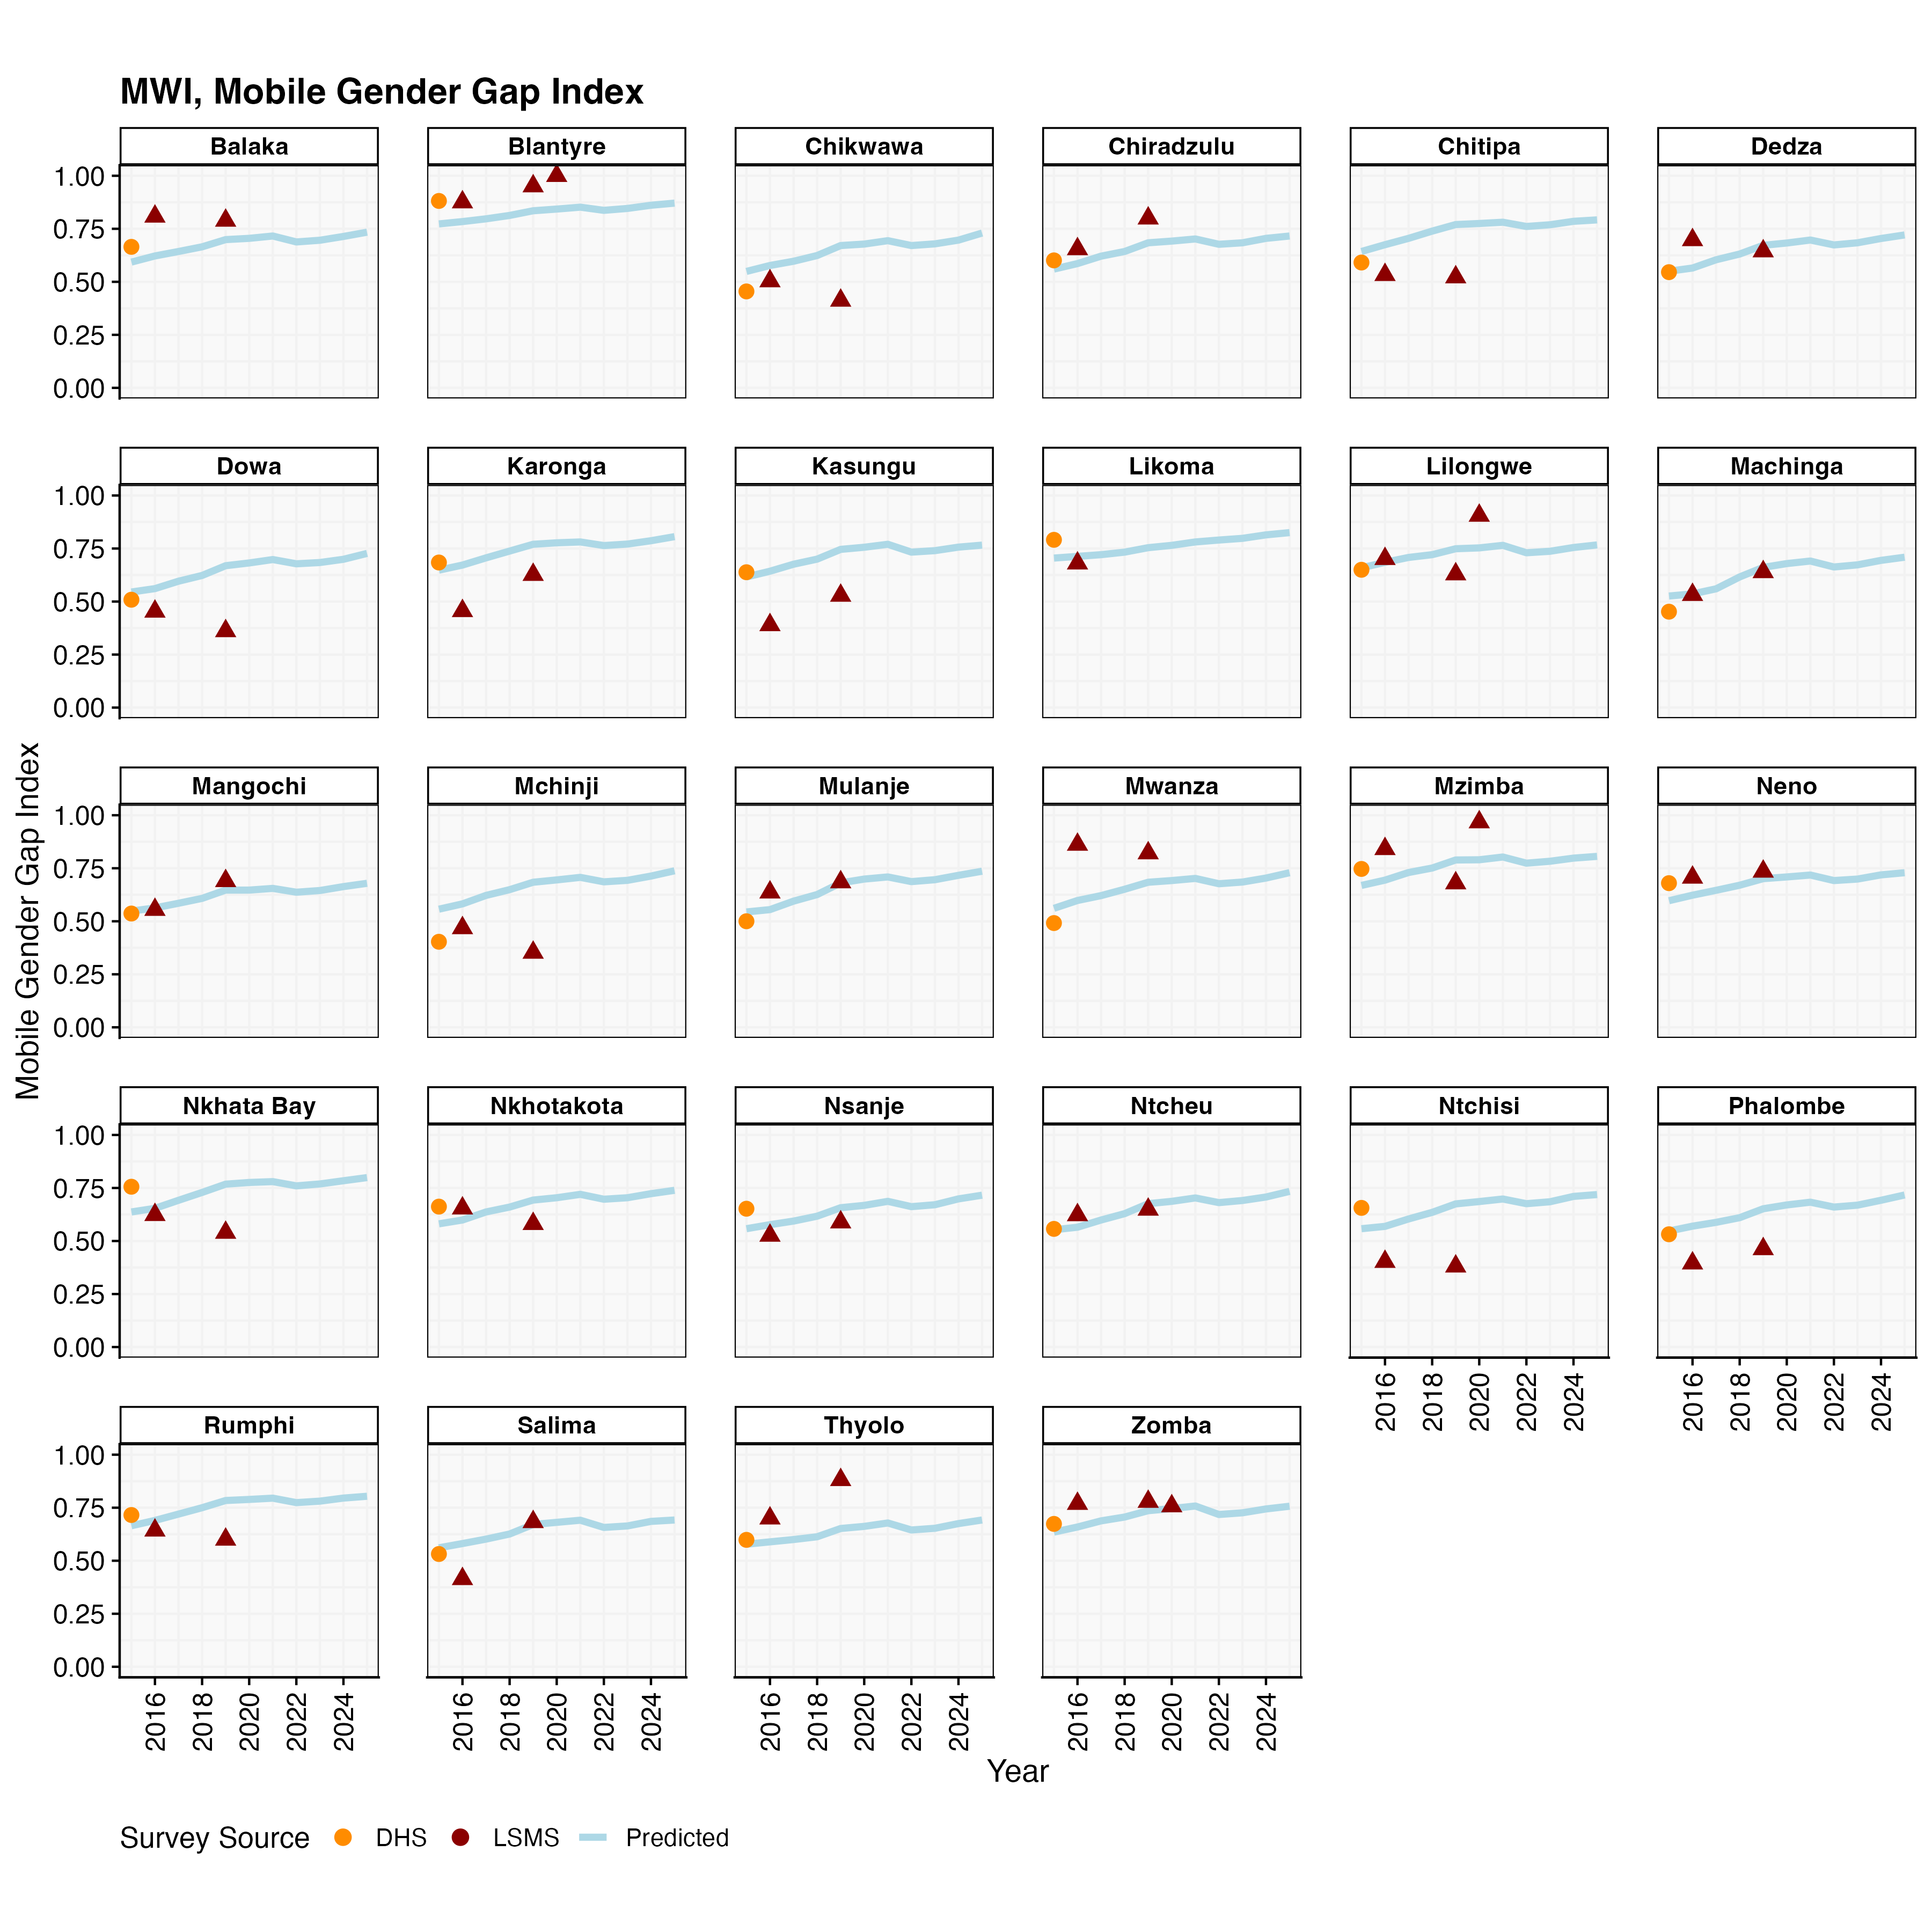 MWI, Mobile Gender Gap Index
Balaka
Blantyre
Chikwawa
Chiradzulu
Chitipa
Dedza
1.00
0.75
0.50
0.25
0.00
Dowa
Karonga
Kasungu
Likoma
Lilongwe
Machinga
1.00
0.75
0.50
0.25
0.00
Mobile Gender Gap Index
Mangochi
Mchinji
Mulanje
Mwanza
Mzimba
Neno
1.00
0.75
0.50
0.25
0.00
Nkhata Bay
Nkhotakota
Nsanje
Ntcheu
Ntchisi
Phalombe
1.00
0.75
0.50
0.25
0.00
2016 2018 2020 2022 2024
2016 2018 2020 2022 2024
Rumphi
Salima
Thyolo
Zomba
1.00
0.75
0.50
0.25
0.00
2016 2018 2020 2022 2024
2016 2018 2020 2022 2024
2016 2018 2020 2022 2024
2016 2018 2020 2022 2024
Year
Survey Source DHS LSMS Predicted